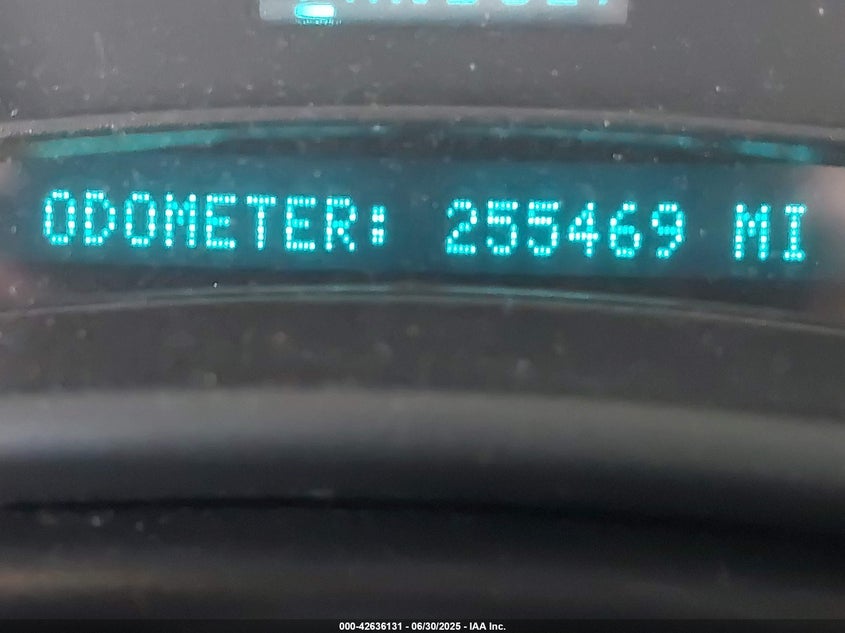 ODOMETER: 255469 MI
000-42636131 - 06/30/2025 - IAA Inc.